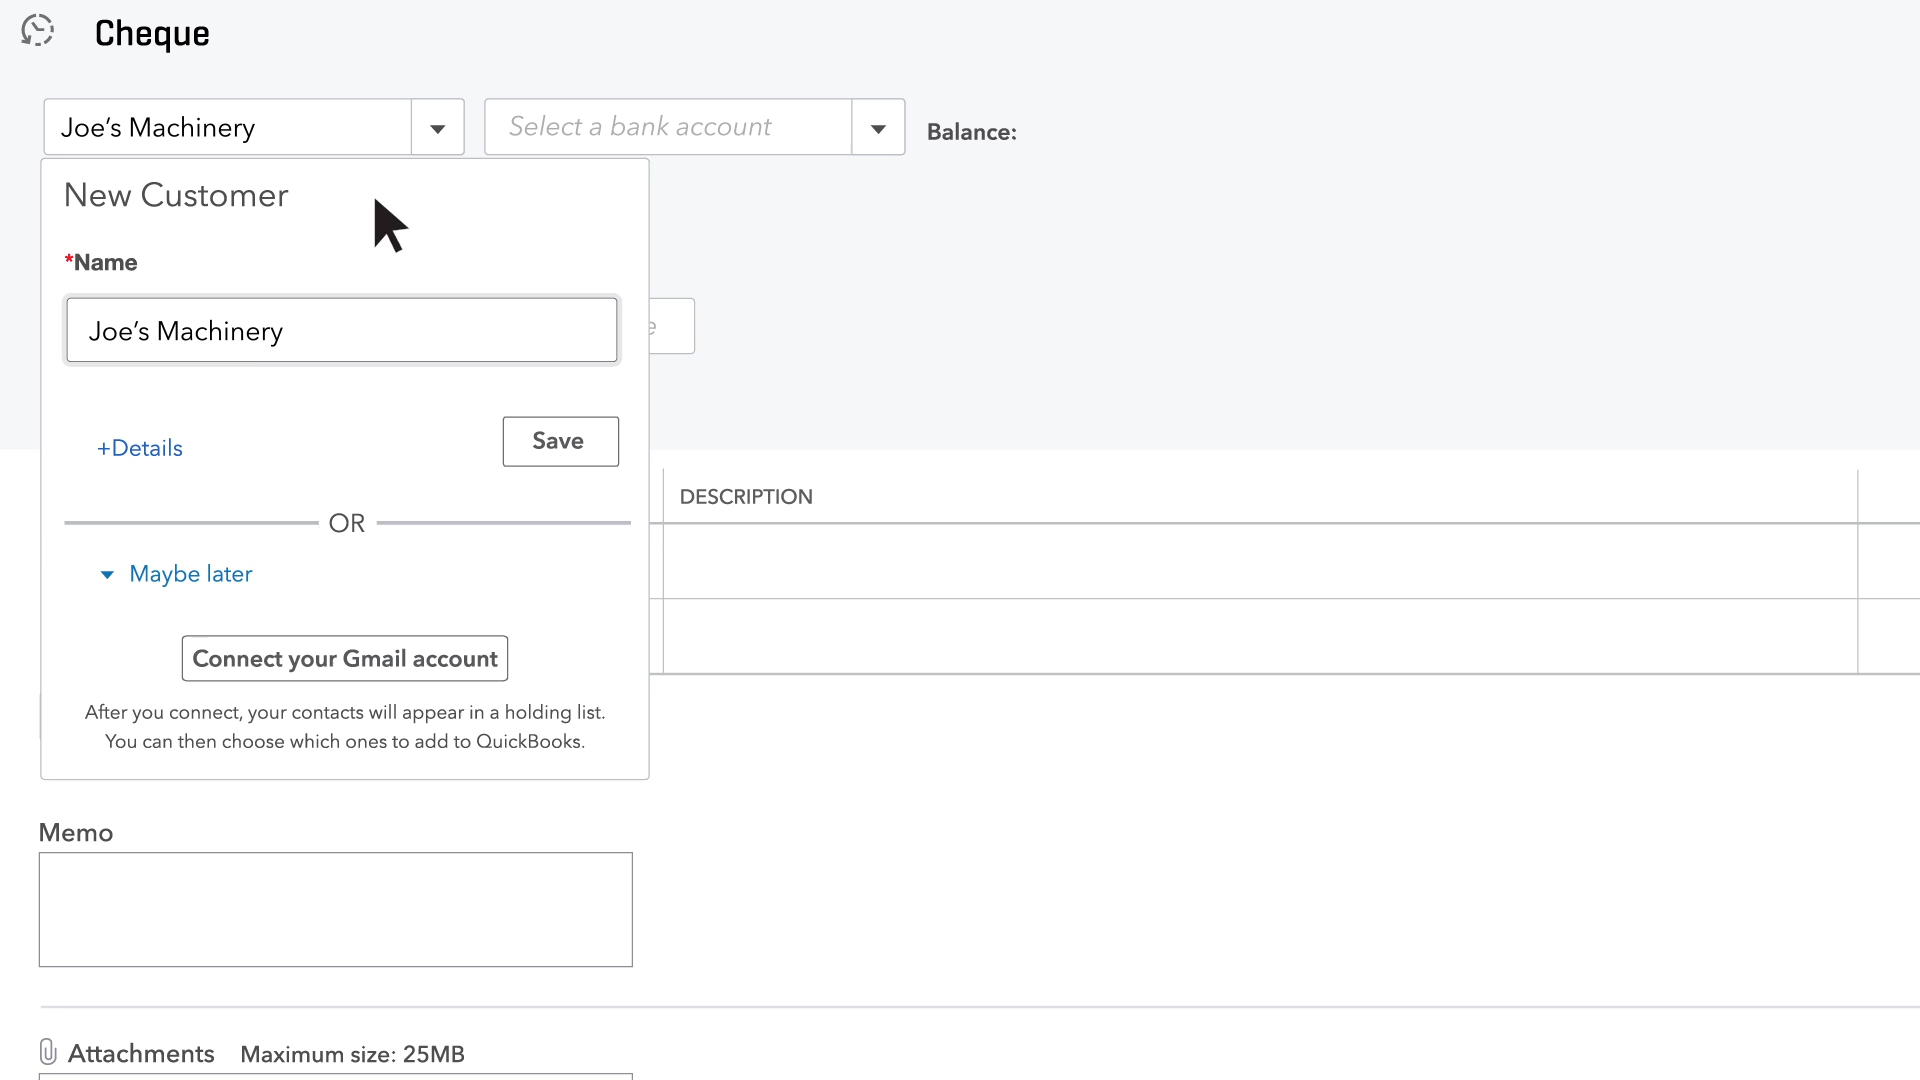 Cheque
Joe's Machinery
Select a bank account
Balance:
New Customer
*Name
Joe's Machinery
+Details
Save
DESCRIPTION
OR
Maybe later
Connect your Gmail account
After you connect, your contacts will appear in a holding list.
You can then choose which ones to add to QuickBooks.
Memo
Attachments Maximum size: 25MB